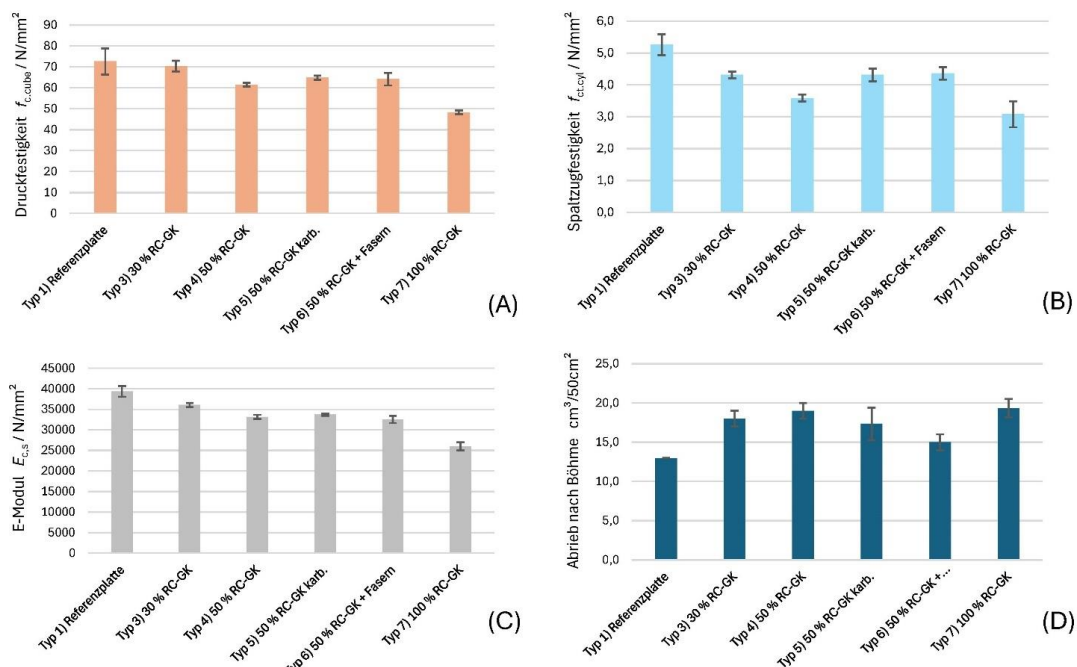 Druckfestigkeit f c,cube / N/mm²
90
80
70
60
50
40
30
20
10
0
Typ 1) Referenzplatte
Typ 3) 30 % RC-GK
Typ 4) 50 % RC-GK
Typ 5) 50 % RC-GK karb.
Typ 6) 50 % RC-GK + Fasern
Typ 7) 100 % RC-GK
(A)
Spaltzugfestigkeit f ct.cyl / N/mm²
6,0
5,0
4,0
3,0
2,0
1,0
0,0
Typ 1) Referenzplatte
Typ 3) 30 % RC-GK
Typ 4) 50 % RC-GK
Typ 5) 50 % RC-GK karb.
Typ 6) 50 % RC-GK + Fasern
Typ 7) 100 % RC-GK
(B)
E-Modul E c,s / N/mm²
45000
40000
35000
30000
25000
20000
15000
10000
5000
0
Typ 1) Referenzplatte
Typ 3) 30 % RC-GK
Typ 4) 50 % RC-GK
Typ 5) 50 % RC-GK karb.
Typ 6) 50 % RC-GK + Fasern
Typ 7) 100 % RC-GK
(C)
Abrieb nach Böhme cm³/50cm²
25,0
20,0
15,0
10,0
5,0
0,0
Typ 1) Referenzplatte
Typ 3) 30 % RC-GK
Typ 4) 50 % RC-GK
Typ 5) 50 % RC-GK karb.
Typ 6) 50 % RC-GK +...
Typ 7) 100 % RC-GK
(D)